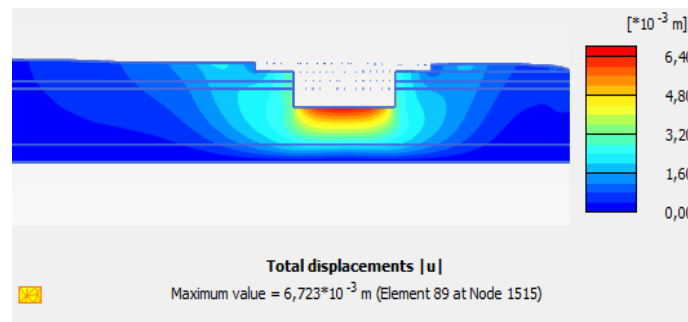 [*10⁻³ m]
6,40
4,80
3,20
1,60
0,00
Total displacements |u|
Maximum value = 6,723*10⁻³ m (Element 89 at Node 1515)